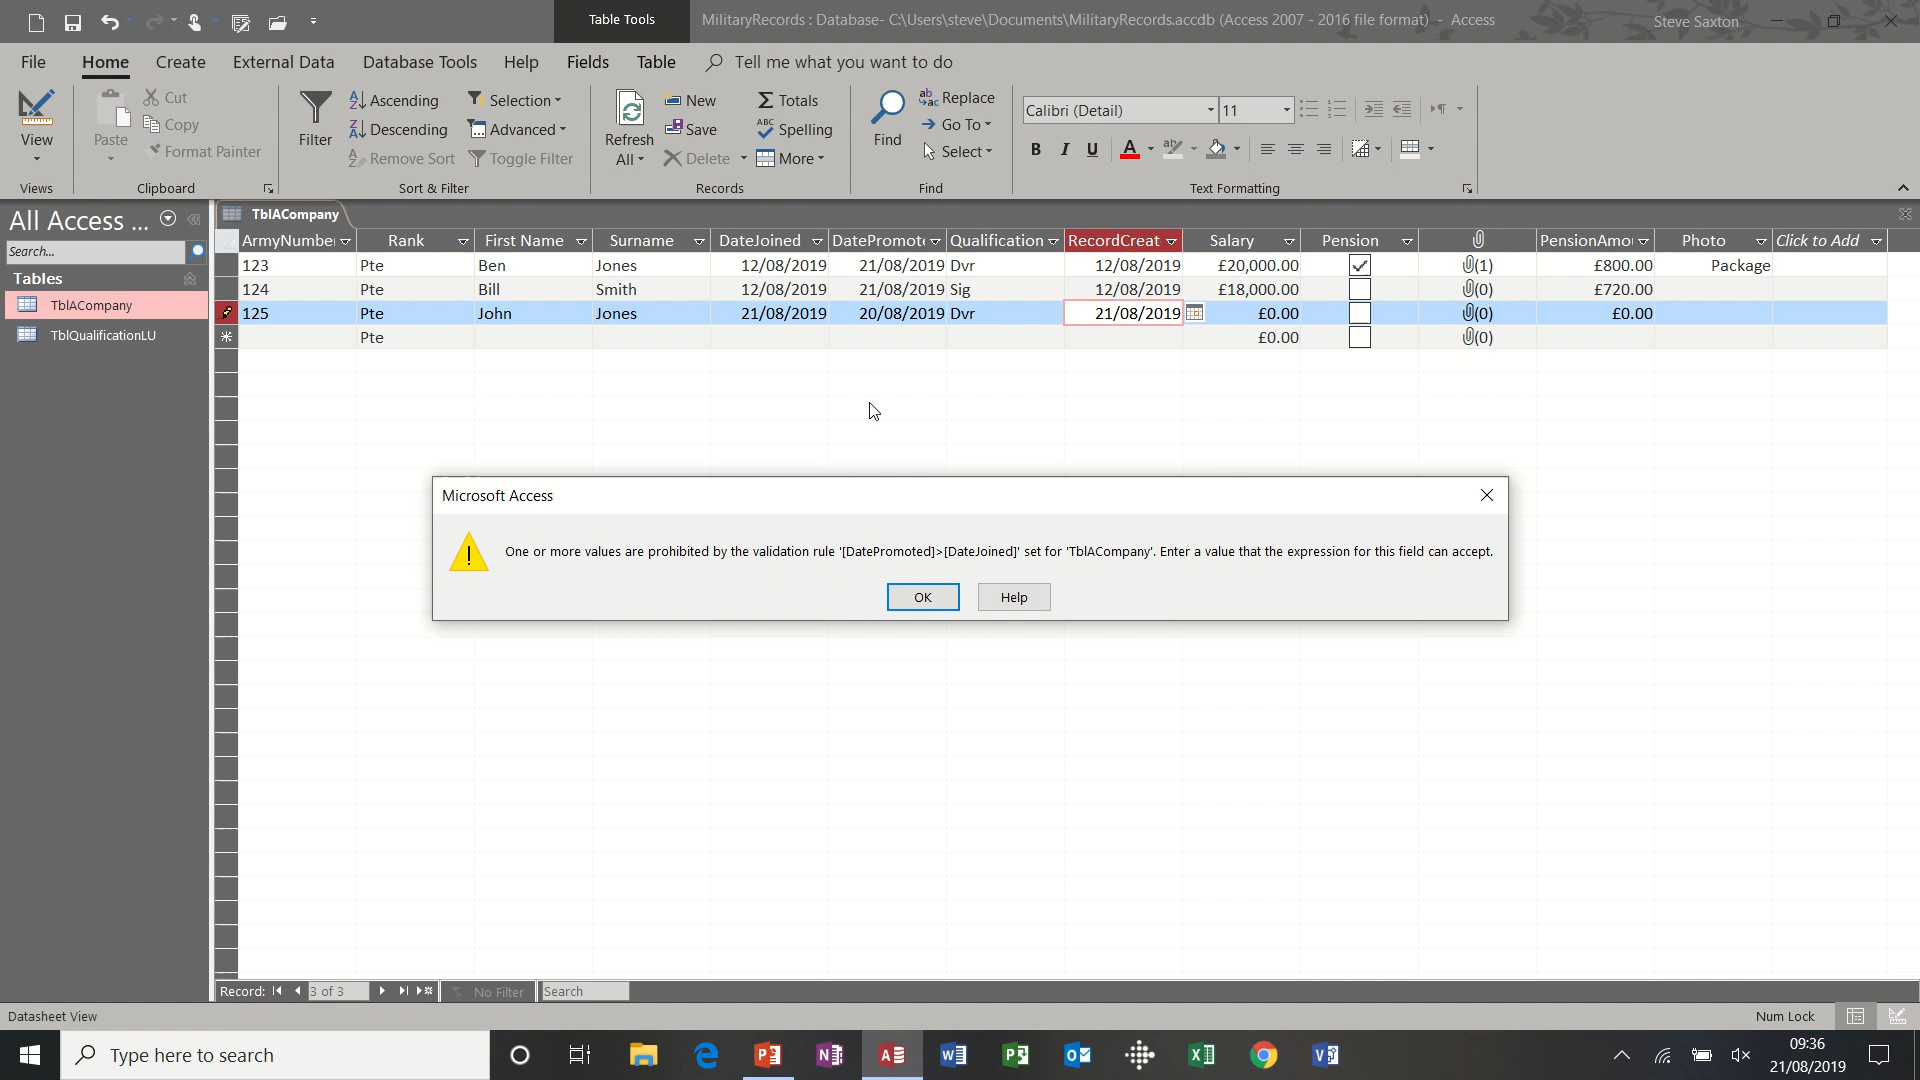 Table Tools
MilitaryRecords : Database- C:\Users\steve\Documents\MilitaryRecords.accdb (Access 2007 - 2016 file format) - Access
Steve Saxton
File Home Create External Data Database Tools Help Fields Table Tell me what you want to do
View
Views
Paste
Cut
Copy
Format Painter
Clipboard
Filter
Ascending
Descending
Remove Sort
Selection
Advanced
Toggle Filter
Sort & Filter
Refresh
All
New
Save
Delete
Totals
Spelling
More
Records
Find
Replace
Go To
Select
Find
Calibri (Detail) 11
B I U
Text Formatting
All Access ...
Search...
Tables
TblACompany
TblQualificationLU
TblACompany
ArmyNumbe Rank First Name Surname DateJoined DatePromote Qualification RecordCreat Salary Pension PensionAmou Photo Click to Add
123 Pte Ben Jones 12/08/2019 21/08/2019 Dvr 12/08/2019 £20,000.00 (1) £800.00 Package
124 Pte Bill Smith 12/08/2019 21/08/2019 Sig 12/08/2019 £18,000.00 (0) £720.00
125 Pte John Jones 21/08/2019 20/08/2019 Dvr 21/08/2019 £0.00 (0) £0.00
Pte £0.00 (0)
Microsoft Access
One or more values are prohibited by the validation rule '[DatePromoted]>[DateJoined]' set for 'TblACompany'. Enter a value that the expression for this field can accept.
OK Help
Record: 3 of 3 No Filter Search
Datasheet View
Num Lock
Type here to search
09:36
21/08/2019